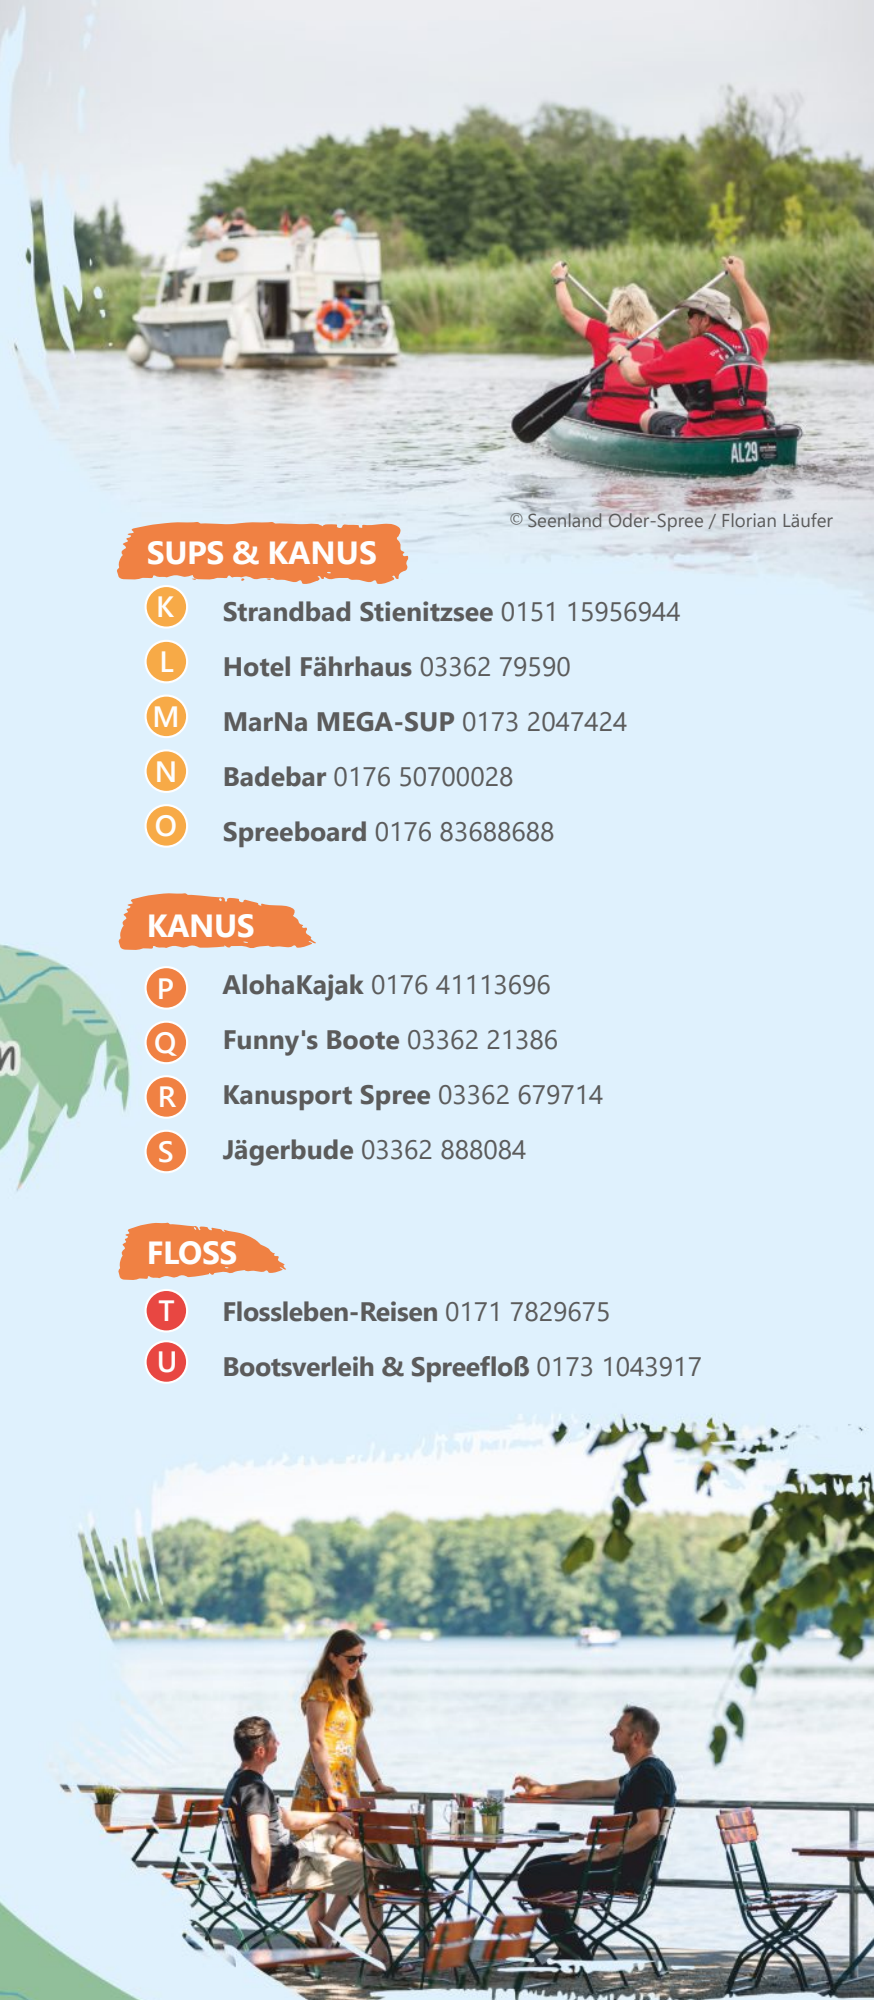 AL29
© Seenland Oder-Spree / Florian Läufer
SUPS & KANUS
K Strandbad Stienitzsee 0151 15956944
L Hotel Fährhaus 03362 79590
M MarNa MEGA-SUP 0173 2047424
N Badebar 0176 50700028
O Spreeboard 0176 83688688
KANUS
P AlohaKajak 0176 41113696
Q Funny's Boote 03362 21386
R Kanusport Spree 03362 679714
S Jägerbude 03362 888084
FLOSS
T Flossleben-Reisen 0171 7829675
U Bootsverleih & Spreefloß 0173 1043917